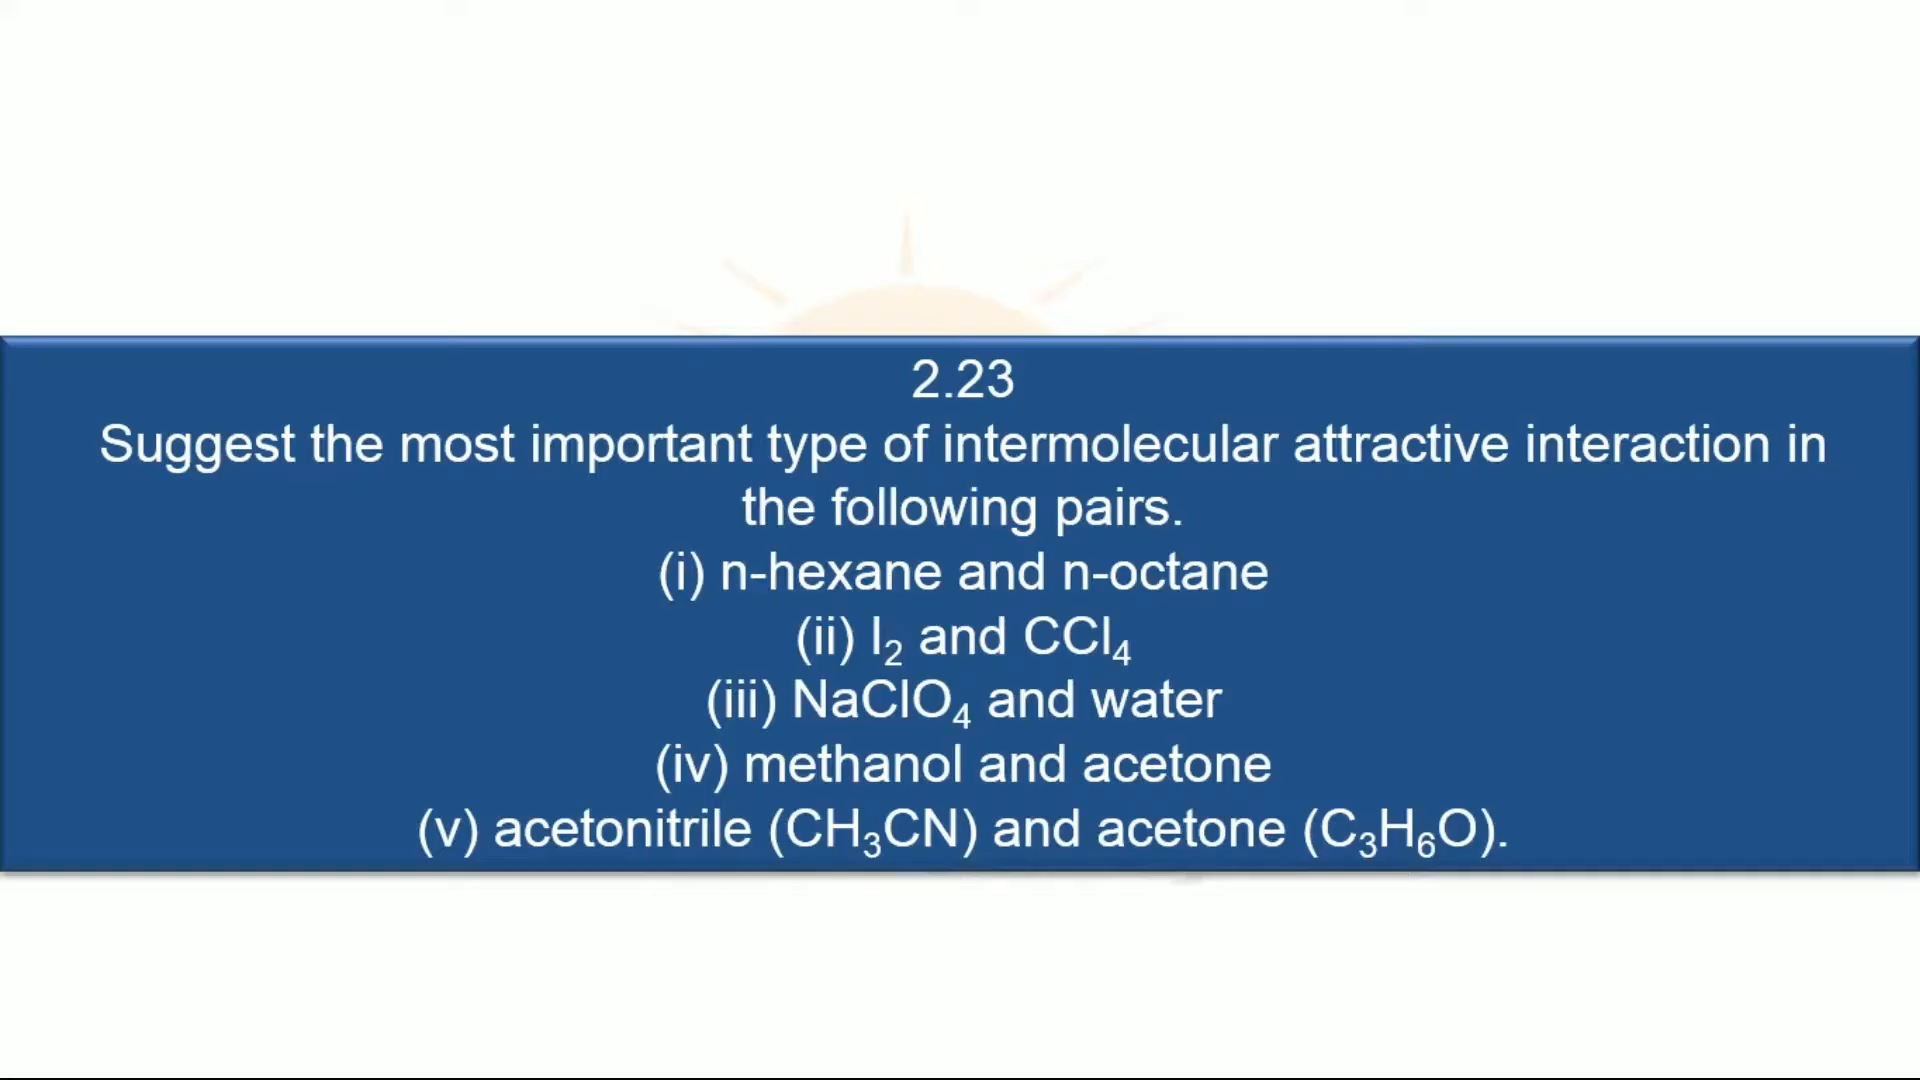 2.23
Suggest the most important type of intermolecular attractive interaction in
the following pairs.
(i) n-hexane and n-octane
(ii) I₂ and CCl₄
(iii) NaClO₄ and water
(iv) methanol and acetone
(v) acetonitrile (CH₃CN) and acetone (C₃H₆O).